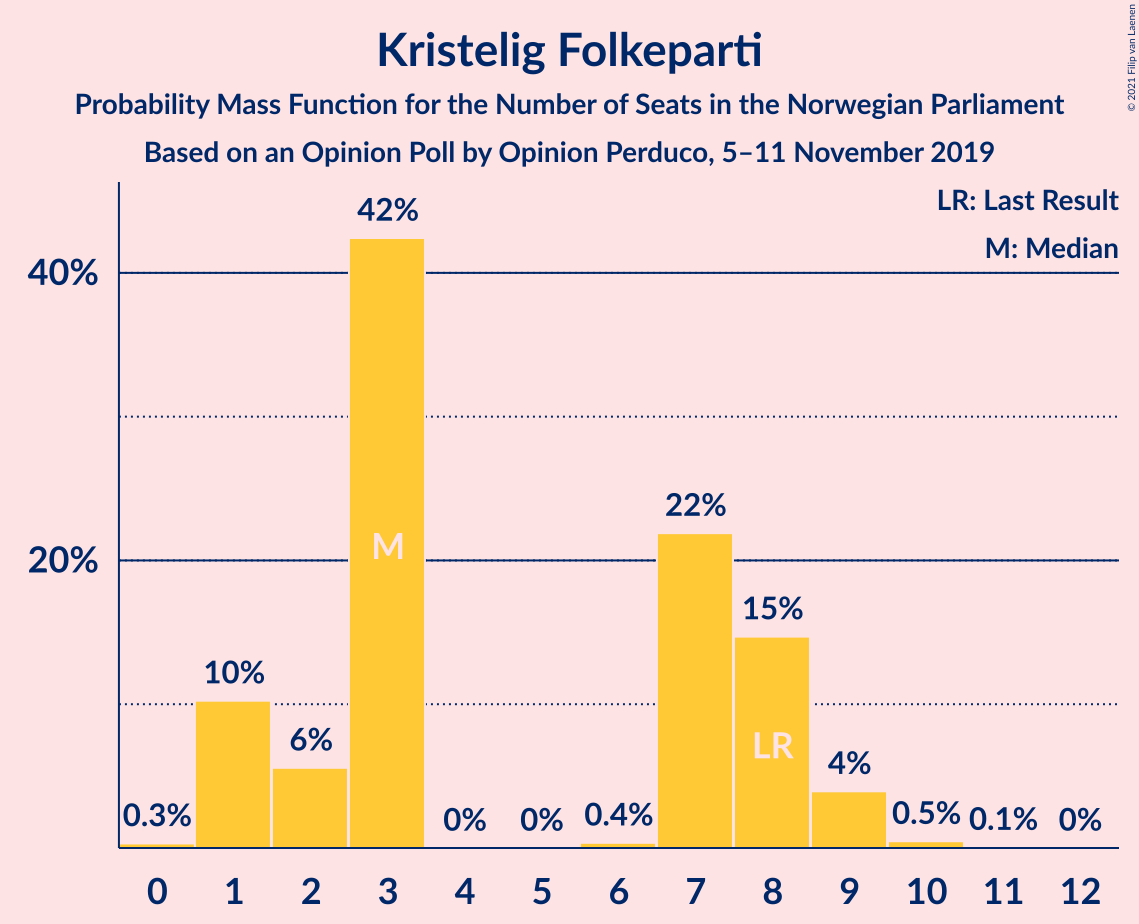 Kristelig Folkeparti
Probability Mass Function for the Number of Seats in the Norwegian Parliament
Based on an Opinion Poll by Opinion Perduco, 5–11 November 2019
© 2021 Filip van Laenen
LR: Last Result
M: Median
40%
20%
0.3%
10%
6%
42%
M
0%
0%
0.4%
22%
15%
LR
4%
0.5%
0.1%
0%
0 1 2 3 4 5 6 7 8 9 10 11 12